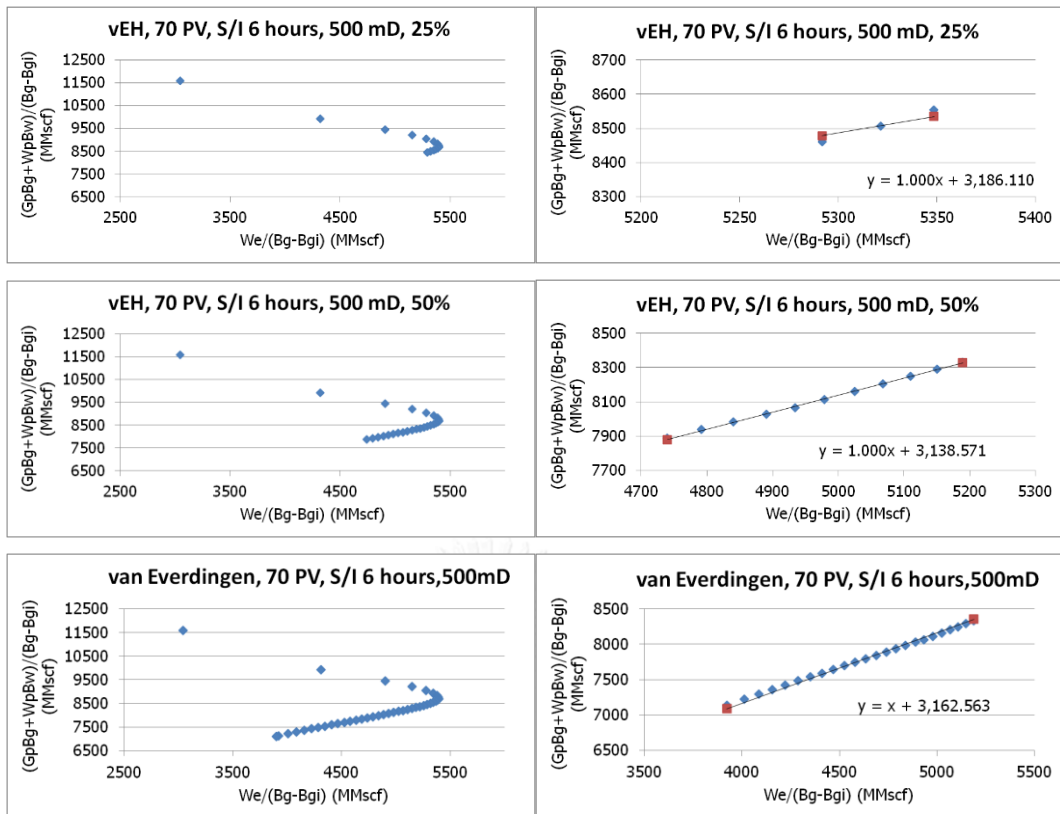 vEH, 70 PV, S/I 6 hours, 500 mD, 25%
(GpBg+WpBw)/(Bg-Bgi)
(MMscf)
12500
11500
10500
9500
8500
7500
6500
2500
3500
4500
5500
We/(Bg-Bgi) (MMscf)
vEH, 70 PV, S/I 6 hours, 500 mD, 25%
(GpBg+WpBw)/(Bg-Bgi)
(MMscf)
8700
8600
8500
8400
8300
y = 1.000x + 3,186.110
5200
5250
5300
5350
5400
We/(Bg-Bgi) (MMscf)
vEH, 70 PV, S/I 6 hours, 500 mD, 50%
(GpBg+WpBw)/(Bg-Bgi)
(MMscf)
12500
11500
10500
9500
8500
7500
6500
2500
3500
4500
5500
We/(Bg-Bgi) (MMscf)
vEH, 70 PV, S/I 6 hours, 500 mD, 50%
(GpBg+WpBw)/(Bg-Bgi)
(MMscf)
8500
8300
8100
7900
7700
y = 1.000x + 3,138.571
4700
4800
4900
5000
5100
5200
5300
We/(Bg-Bgi) (MMscf)
van Everdingen, 70 PV, S/I 6 hours,500mD
(GpBg+WpBw)/(Bg-Bgi)
(MMscf)
12500
11500
10500
9500
8500
7500
6500
2500
3500
4500
5500
We/(Bg-Bgi) (MMscf)
van Everdingen, 70 PV, S/I 6 hours,500mD
(GpBg+WpBw)/(Bg-Bgi)
(MMscf)
8500
8000
7500
7000
6500
y = x + 3,162.563
3500
4000
4500
5000
5500
We/(Bg-Bgi) (MMscf)